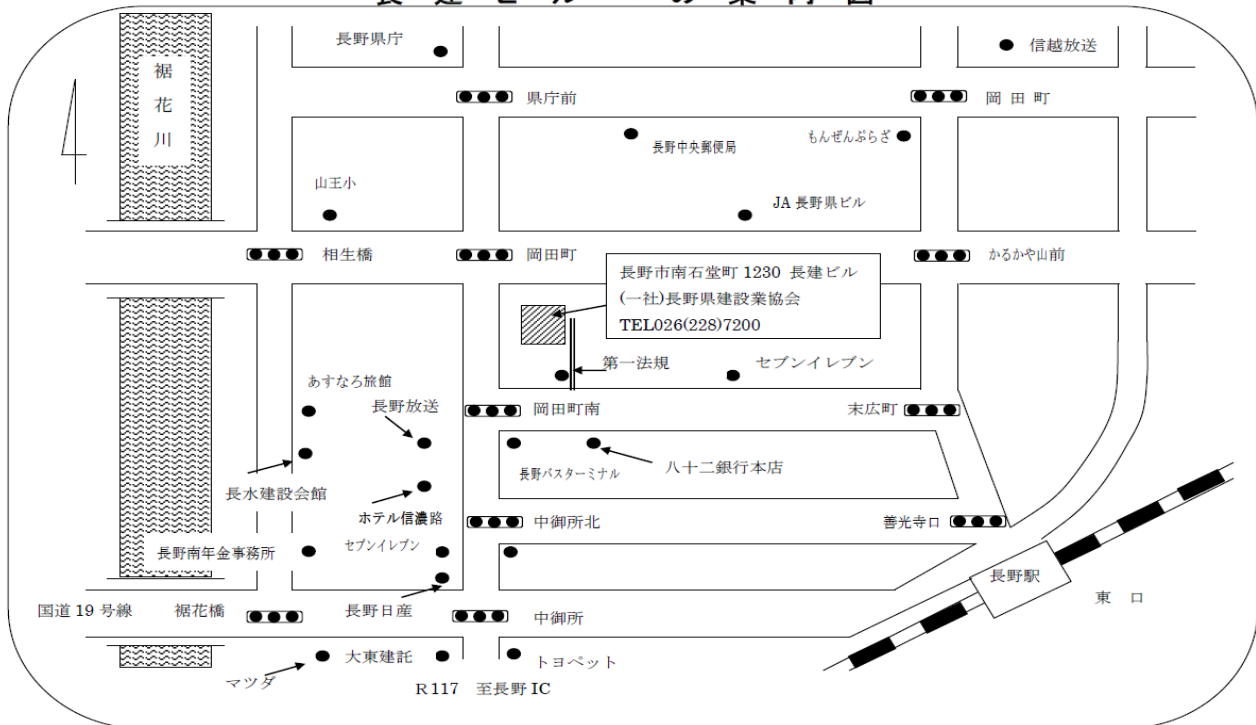 長 建 ビ ル へ の 案 内 図
長野県庁
信越放送
裾花川
県庁前
岡 田 町
長野中央郵便局
もんぜんぷらざ
山王小
JA 長野県ビル
相生橋
岡田町
かるかや山前
長野市南石堂町 1230 長建ビル
(一社)長野県建設業協会
TEL026(228)7200
第一法規
セブンイレブン
あすなろ旅館
長野放送
岡田町南
末広町
長野バスターミナル
八十二銀行本店
長水建設会館
ホテル信濃路
中御所北
善光寺口
長野南年金事務所
セブンイレブン
長野駅
東 口
国道 19 号線
裾花橋
長野日産
中御所
マツダ
大東建託
トヨペット
R117 至長野 IC